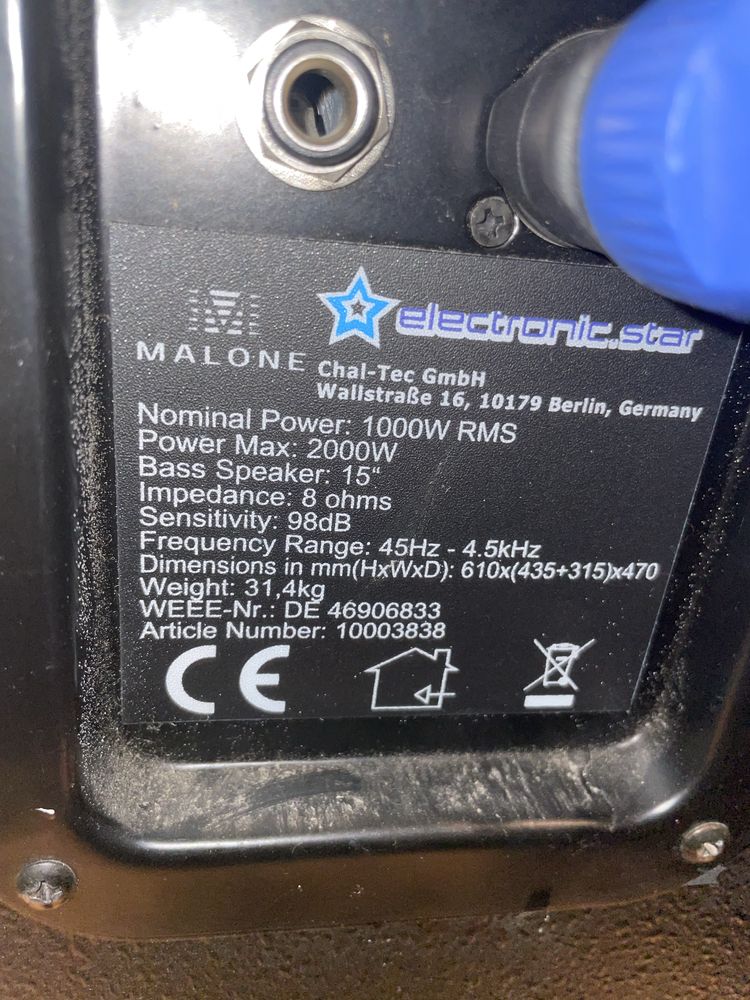 MALONE
electronic.star
Chal-Tec GmbH
Wallstraße 16, 10179 Berlin, Germany
Nominal Power: 1000W RMS
Power Max: 2000W
Bass Speaker: 15“
Impedance: 8 ohms
Sensitivity: 98dB
Frequency Range: 45Hz - 4.5kHz
Dimensions in mm(HxWxD): 610x(435+315)x470
Weight: 31,4kg
WEEE-Nr.: DE 46906833
Article Number: 10003838
CE